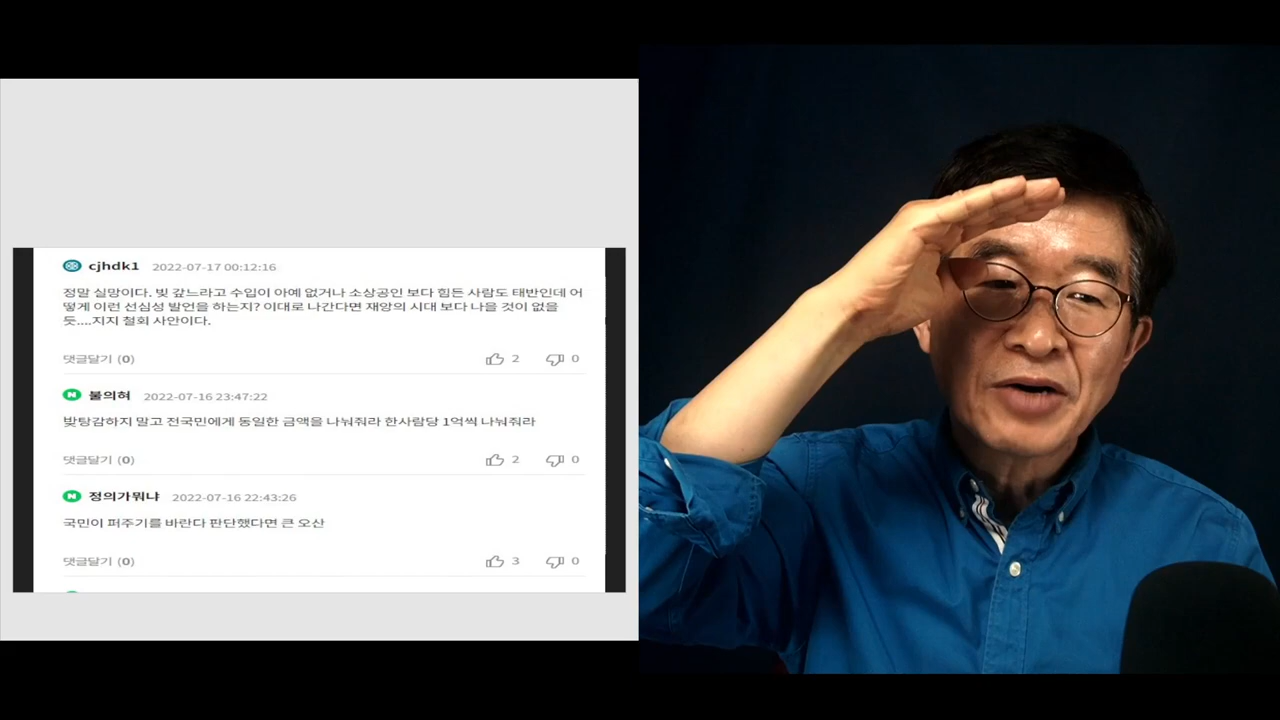 cjhdk1 2022-07-17 00:12:16
정말 실망이다. 빚 갚느라고 수입이 아예 없거나 소상공인 보다 힘든 사람도 태반인데 어
떻게 이런 선심성 발언을 하는지? 이대로 나간다면 재앙의 시대 보다 나을 것이 없을
듯....지지 철회 사안이다.
댓글달기 (0) 2 0
N 불의혀 2022-07-16 23:47:22
빚탕감하지 말고 전국민에게 동일한 금액을 나눠줘라 한사람당 1억씩 나눠줘라
댓글달기 (0) 2 0
N 정의가뭐냐 2022-07-16 22:43:26
국민이 퍼주기를 바란다 판단했다면 큰 오산
댓글달기 (0) 3 0